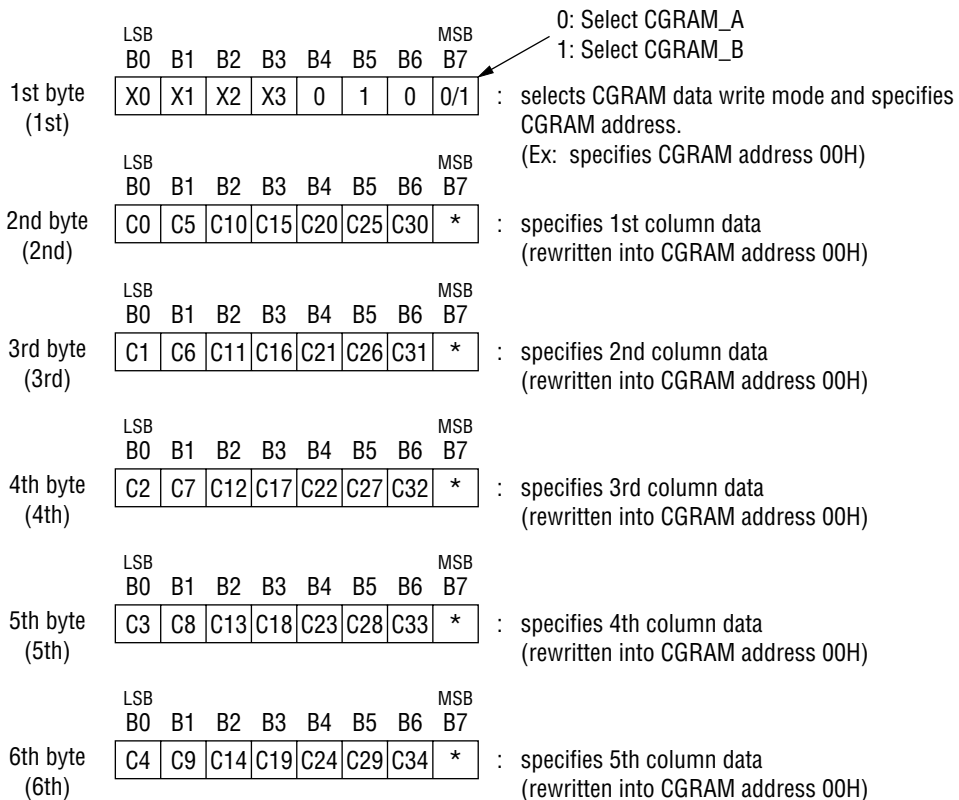 0: Select CGRAM_A
1: Select CGRAM_B
LSB MSB
B0 B1 B2 B3 B4 B5 B6 B7
1st byte X0 X1 X2 X3 0 1 0 0/1 : selects CGRAM data write mode and specifies
(1st) CGRAM address.
(Ex: specifies CGRAM address 00H)
LSB MSB
B0 B1 B2 B3 B4 B5 B6 B7
2nd byte C0 C5 C10 C15 C20 C25 C30 * : specifies 1st column data
(2nd) (rewritten into CGRAM address 00H)
LSB MSB
B0 B1 B2 B3 B4 B5 B6 B7
3rd byte C1 C6 C11 C16 C21 C26 C31 * : specifies 2nd column data
(3rd) (rewritten into CGRAM address 00H)
LSB MSB
B0 B1 B2 B3 B4 B5 B6 B7
4th byte C2 C7 C12 C17 C22 C27 C32 * : specifies 3rd column data
(4th) (rewritten into CGRAM address 00H)
LSB MSB
B0 B1 B2 B3 B4 B5 B6 B7
5th byte C3 C8 C13 C18 C23 C28 C33 * : specifies 4th column data
(5th) (rewritten into CGRAM address 00H)
LSB MSB
B0 B1 B2 B3 B4 B5 B6 B7
6th byte C4 C9 C14 C19 C24 C29 C34 * : specifies 5th column data
(6th) (rewritten into CGRAM address 00H)